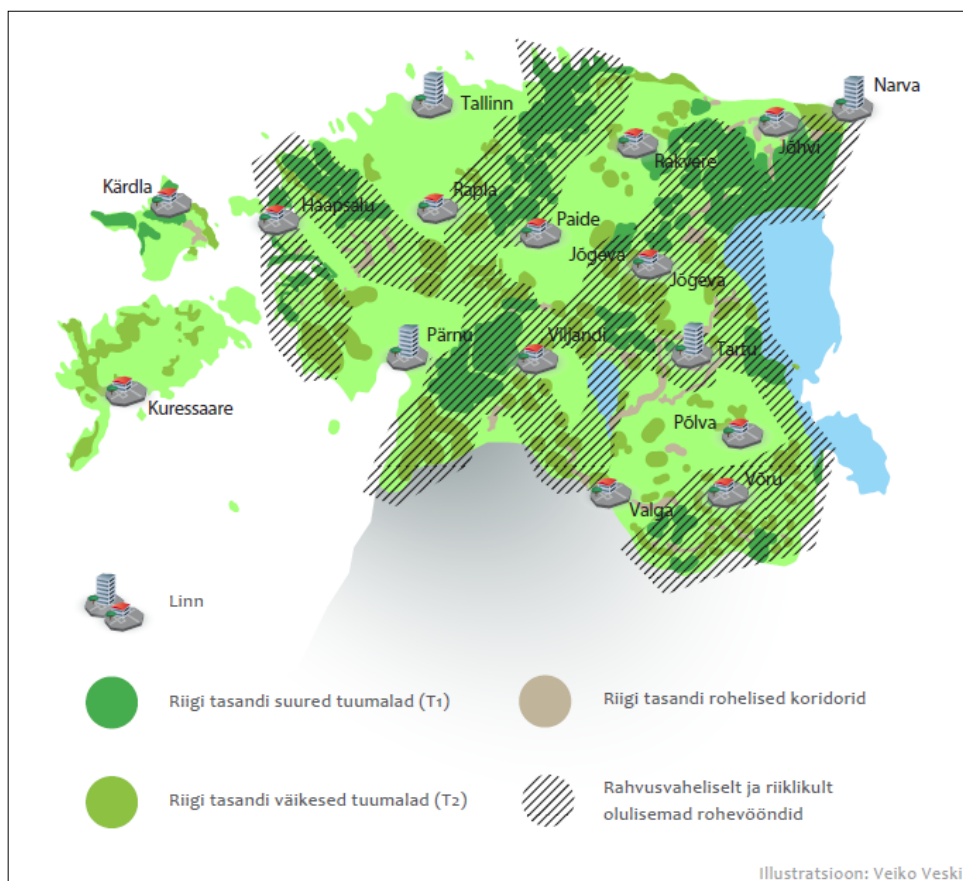 Narva
Tallinn
Jõhvi
Rakvere
Kärdla
Rapla
Haapsalu
Paide
Jõgeva
Jõgeva
Pärnu
Viljandi
Tartu
Kuressaare
Põlva
Võru
Valga
Linn
Riigi tasandi suured tuumalad (T1)
Riigi tasandi rohelised koridorid
Riigi tasandi väikesed tuumalad (T2)
Rahvusvaheliselt ja riiklikult
olulisemad rohevööndid
Illustratsioon: Veiko Veski